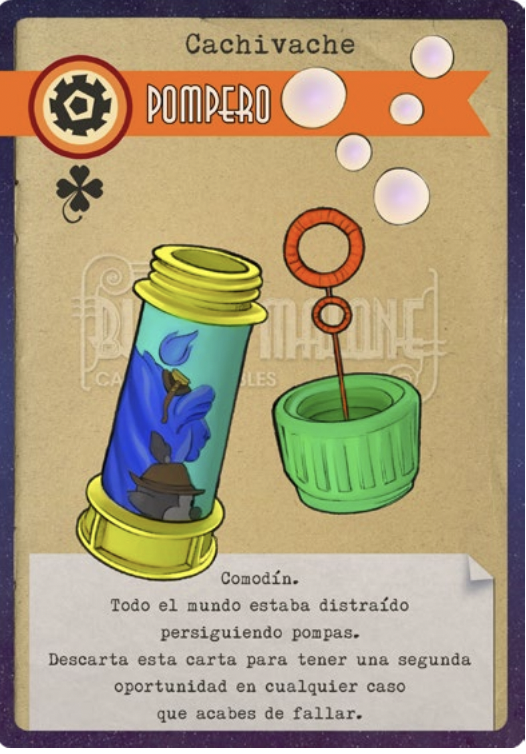 Cachivache
POMPERO
Comodín.
Todo el mundo estaba distraído
persiguiendo pompas.
Descarta esta carta para tener una segunda
oportunidad en cualquier caso
que acabes de fallar.